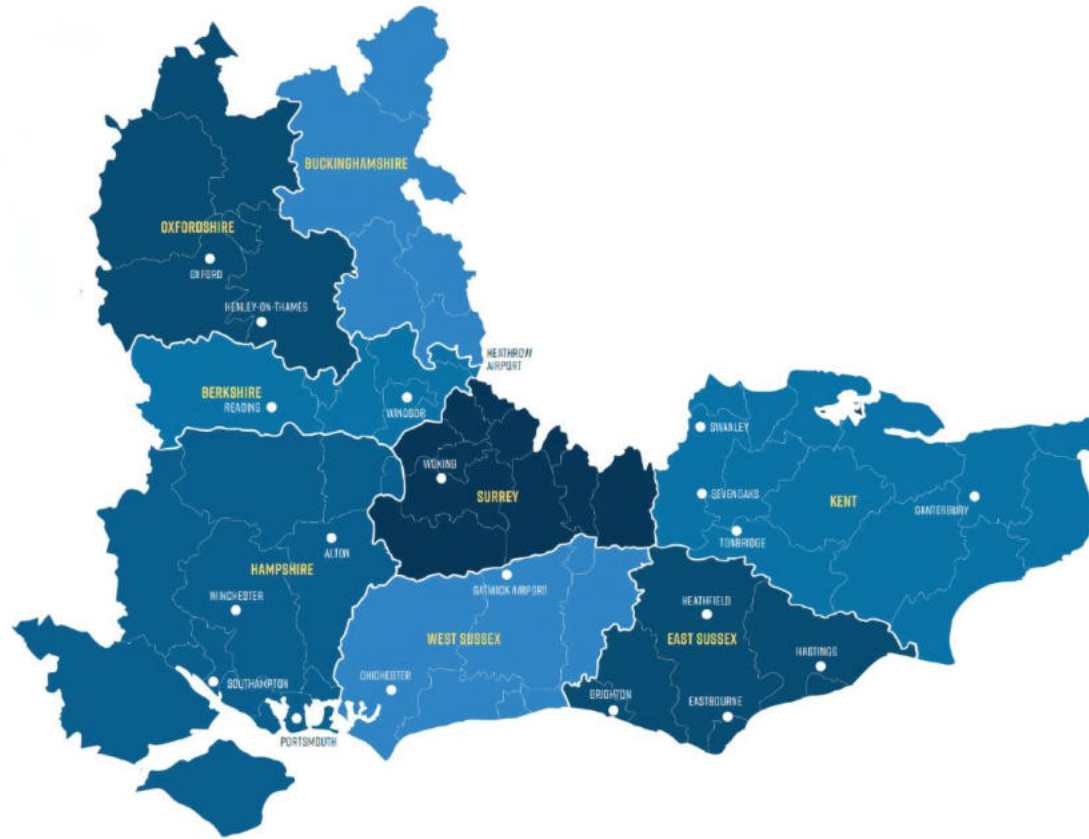 BUCKINGHAMSHIRE
OXFORDSHIRE
OXFORD
HENLEY-ON-THAMES
HEATHROW
AIRPORT
BERKSHIRE
READING
WINDSOR
SWANLEY
WOKING
SURREY
SEVENOAKS
KENT
CANTERBURY
TONBRIDGE
ALTON
HAMPSHIRE
GATWICK AIRPORT
WINCHESTER
HEATHFIELD
WEST SUSSEX
EAST SUSSEX
HASTINGS
CHICHESTER
SOUTHAMPTON
BRIGHTON
EASTBOURNE
PORTSMOUTH